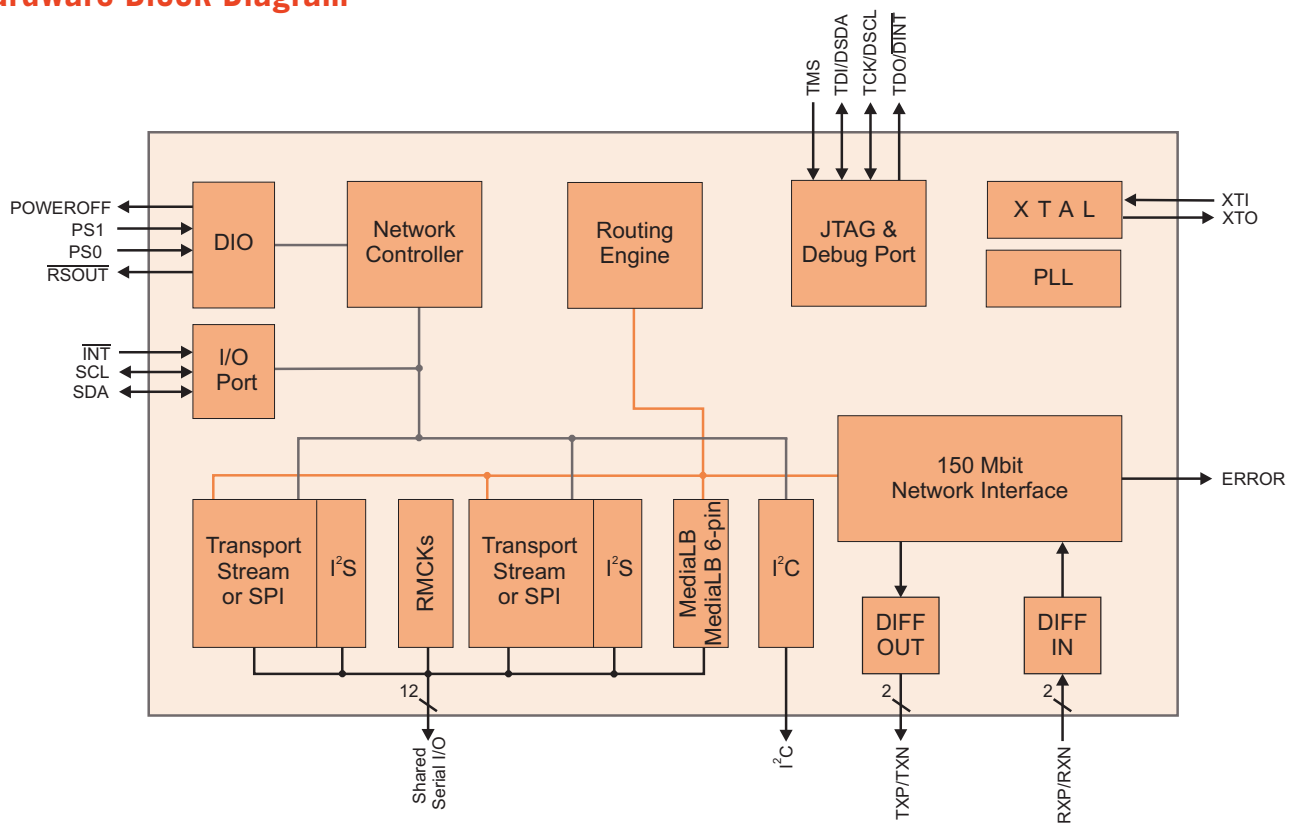 ardware Block Diagram
TMS
TDI/DSDA
TCK/DSCL
TDO/DINT
POWEROFF
PS1
PS0
RSOUT
DIO
Network
Controller
Routing
Engine
JTAG &
Debug Port
X T A L
XTI
XTO
PLL
INT
SCL
SDA
I/O
Port
150 Mbit
Network Interface
ERROR
Transport
Stream
or SPI
I²S
RMCKs
Transport
Stream
or SPI
I²S
MediaLB
MediaLB 6-pin
I²C
DIFF
OUT
DIFF
IN
12
2
2
Shared
Serial I/O
I²C
TXP/TXN
RXP/RXN